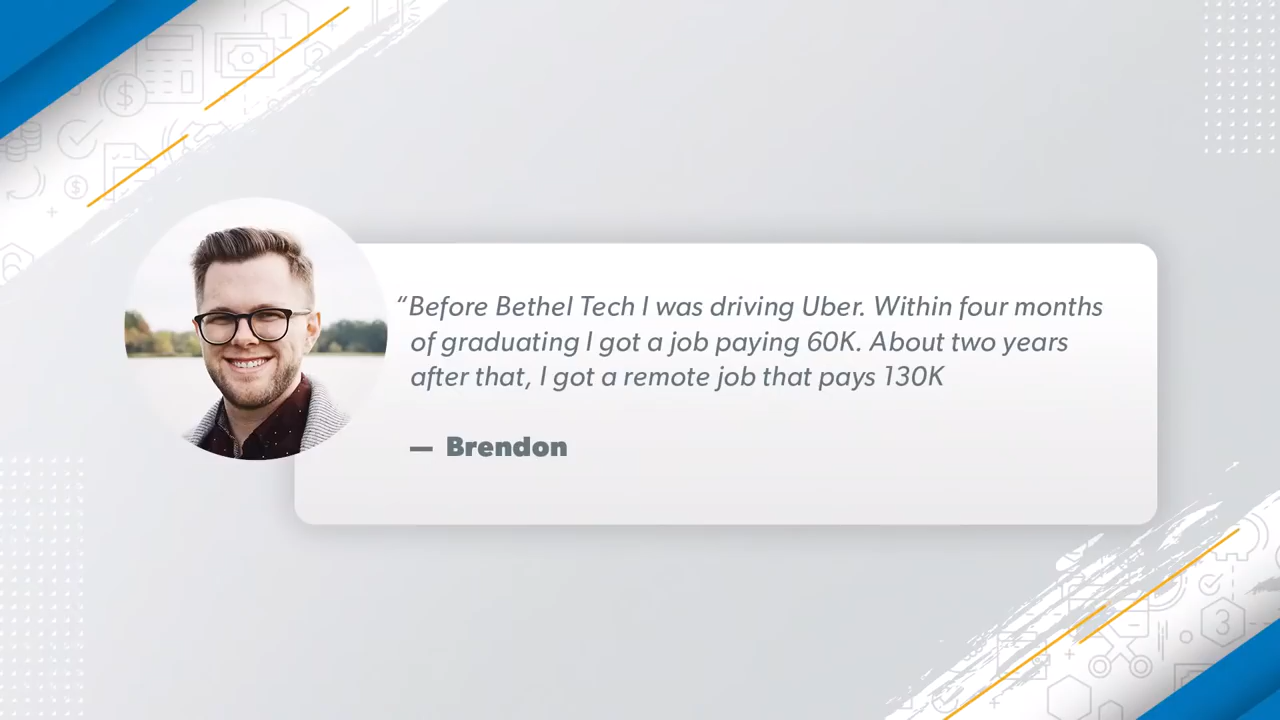 “Before Bethel Tech I was driving Uber. Within four months
of graduating I got a job paying 60K. About two years
after that, I got a remote job that pays 130K
— Brendon